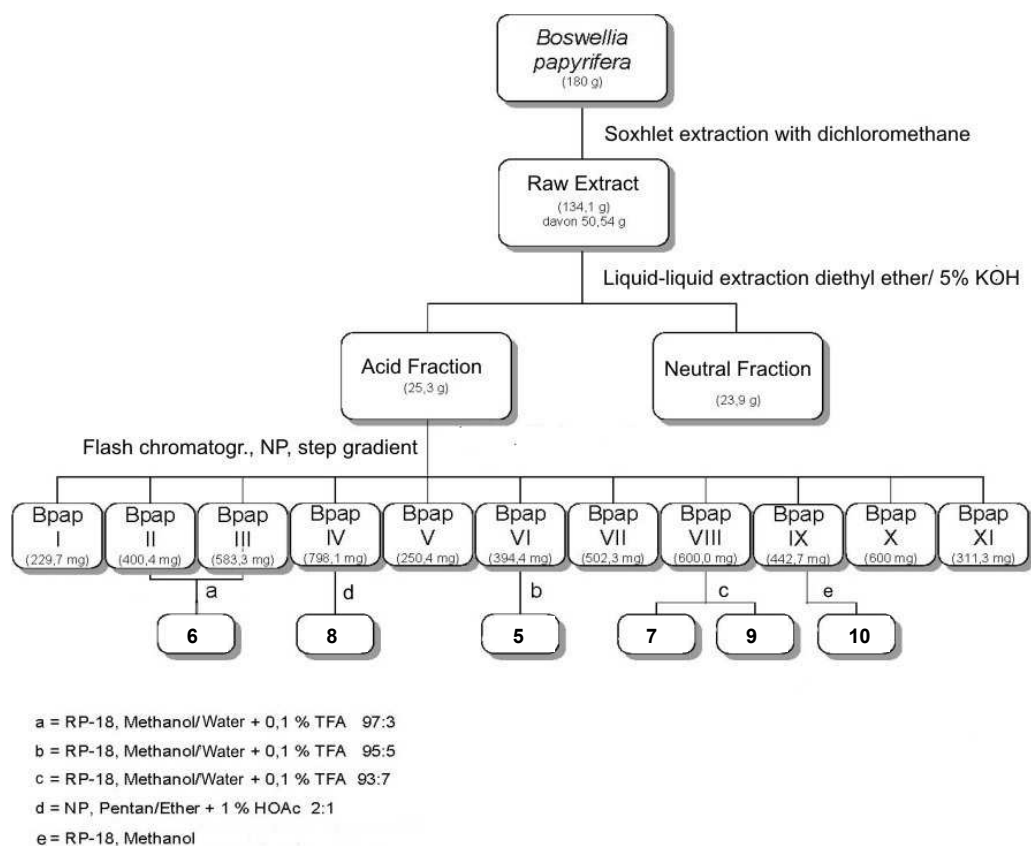 Boswellia
papyrifera
(180 g)
Soxhlet extraction with dichloromethane
Raw Extract
(134,1 g)
davon 50,54 g
Liquid-liquid extraction diethyl ether/ 5% KOH
Acid Fraction
(25,3 g)
Neutral Fraction
(23,9 g)
Flash chromatogr., NP, step gradient
Bpap
I
(229,7 mg)
Bpap
II
(400,4 mg)
Bpap
III
(583,3 mg)
Bpap
IV
(798,1 mg)
Bpap
V
(250,4 mg)
Bpap
VI
(394,4 mg)
Bpap
VII
(502,3 mg)
Bpap
VIII
(600,0 mg)
Bpap
IX
(442,7 mg)
Bpap
X
(600 mg)
Bpap
XI
(311,3 mg)
a
d
b
c
e
6
8
5
7
9
10
a = RP-18, Methanol/Water + 0,1 % TFA 97:3
b = RP-18, Methanol/Water + 0,1 % TFA 95:5
c = RP-18, Methanol/Water + 0,1 % TFA 93:7
d = NP, Pentan/Ether + 1 % HOAc 2:1
e = RP-18, Methanol